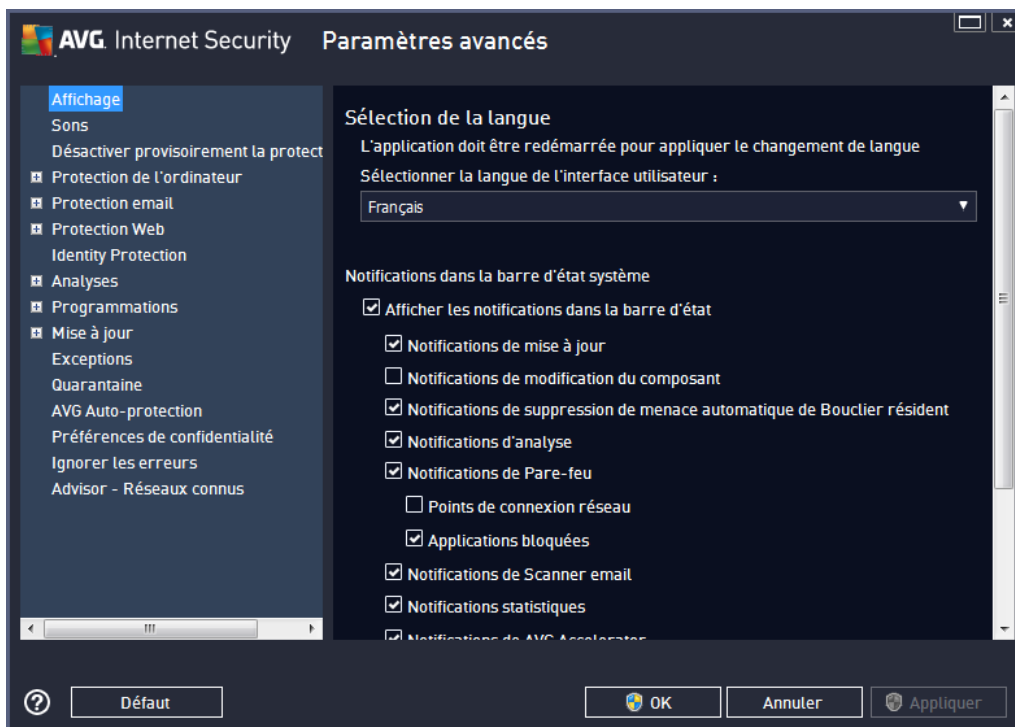 AVG. Internet Security Paramètres avancés
Affichage
Sons
Désactiver provisoirement la protect
Protection de l'ordinateur
Protection email
Protection Web
Identity Protection
Analyses
Programmations
Mise à jour
Exceptions
Quarantaine
AVG Auto-protection
Préférences de confidentialité
Ignorer les erreurs
Advisor - Réseaux connus
Sélection de la langue
L'application doit être redémarrée pour appliquer le changement de langue
Sélectionner la langue de l'interface utilisateur :
Français
Notifications dans la barre d'état système
Afficher les notifications dans la barre d'état
Notifications de mise à jour
Notifications de modification du composant
Notifications de suppression de menace automatique de Bouclier résident
Notifications d'analyse
Notifications de Pare-feu
Points de connexion réseau
Applications bloquées
Notifications de Scanner email
Notifications statistiques
Notifications de AVG Accelerator
Défaut
OK
Annuler
Appliquer